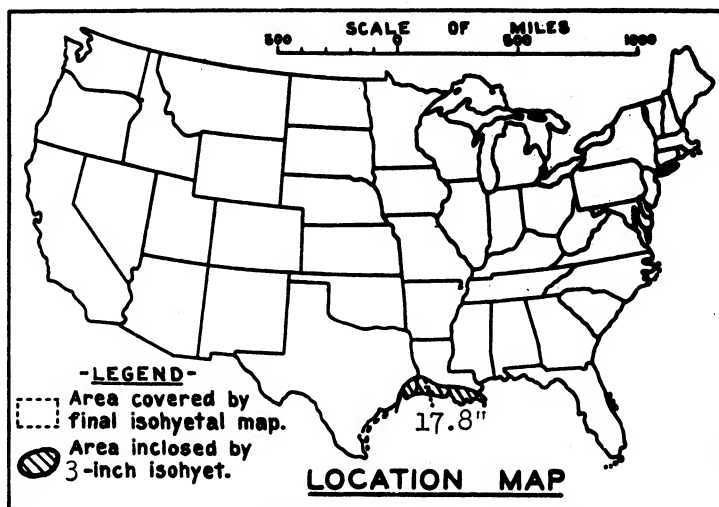 SCALE OF MILES
500 0 500 1000
-LEGEND-
Area covered by
final isohyetal map.
Area inclosed by
3-inch isohyet.
17.8"
LOCATION MAP